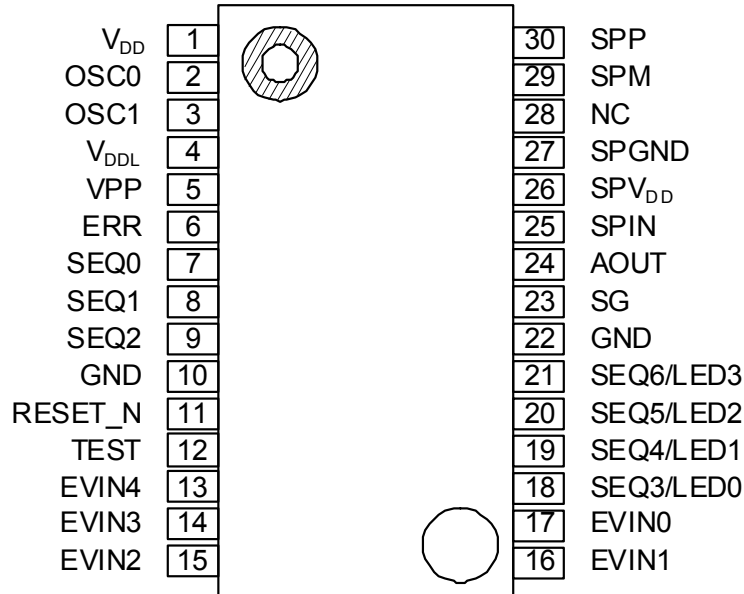 VDD 1 30 SPP
OSC0 2 29 SPM
OSC1 3 28 NC
VDDL 4 27 SPGND
VPP 5 26 SPVDD
ERR 6 25 SPIN
SEQ0 7 24 AOUT
SEQ1 8 23 SG
SEQ2 9 22 GND
GND 10 21 SEQ6/LED3
RESET_N 11 20 SEQ5/LED2
TEST 12 19 SEQ4/LED1
EVIN4 13 18 SEQ3/LED0
EVIN3 14 17 EVIN0
EVIN2 15 16 EVIN1